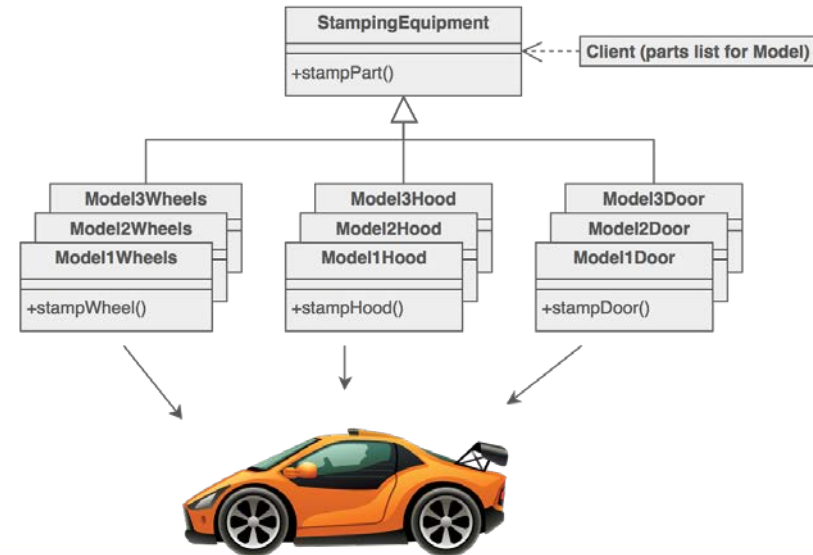 StampingEquipment
+stampPart()
Client (parts list for Model)
Model3Wheels
Model2Wheels
Model1Wheels
+stampWheel()
Model3Hood
Model2Hood
Model1Hood
+stampHood()
Model3Door
Model2Door
Model1Door
+stampDoor()